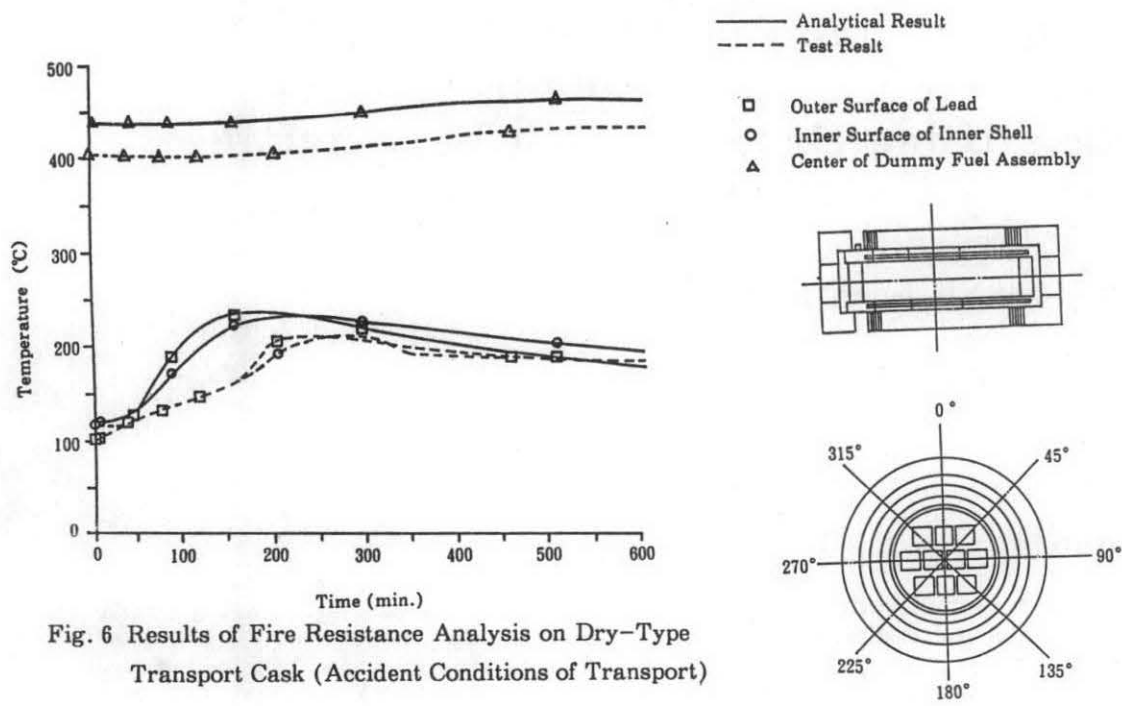 Analytical Result
Test Reslt
Outer Surface of Lead
Inner Surface of Inner Shell
Center of Dummy Fuel Assembly
500
400
300
200
100
0
Temperature (℃)
0 100 200 300 400 500 600
Time (min.)
0°
45°
90°
135°
180°
225°
270°
315°
Fig. 6 Results of Fire Resistance Analysis on Dry-Type
Transport Cask (Accident Conditions of Transport)